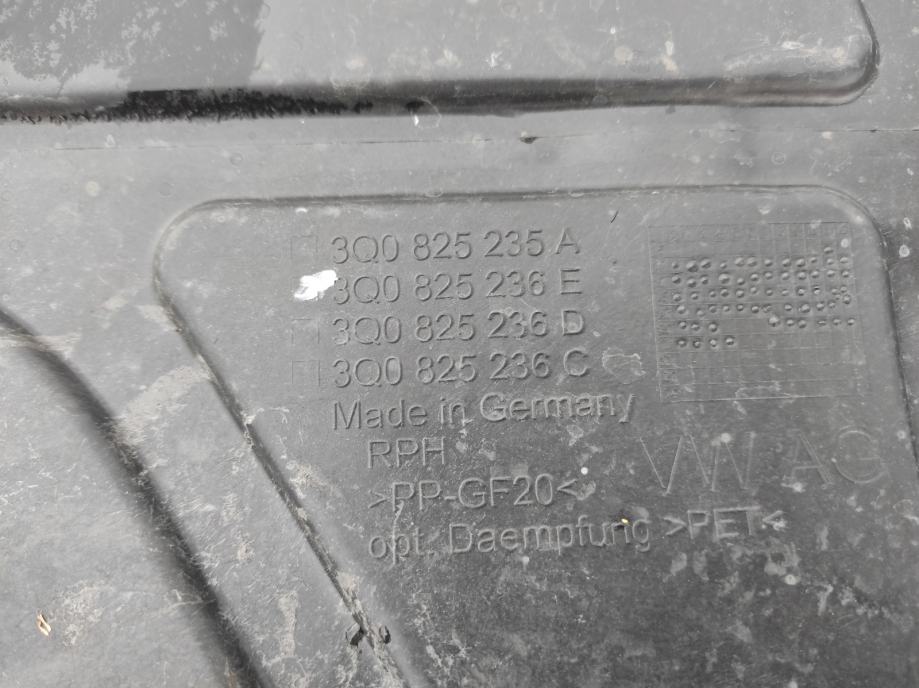 3Q0 825 235 A
3Q0 825 236 E
3Q0 825 236 D
3Q0 825 236 C
Made in Germany
RPH
VW AG
>PP-GF20<
opt. Daempfung >PET<